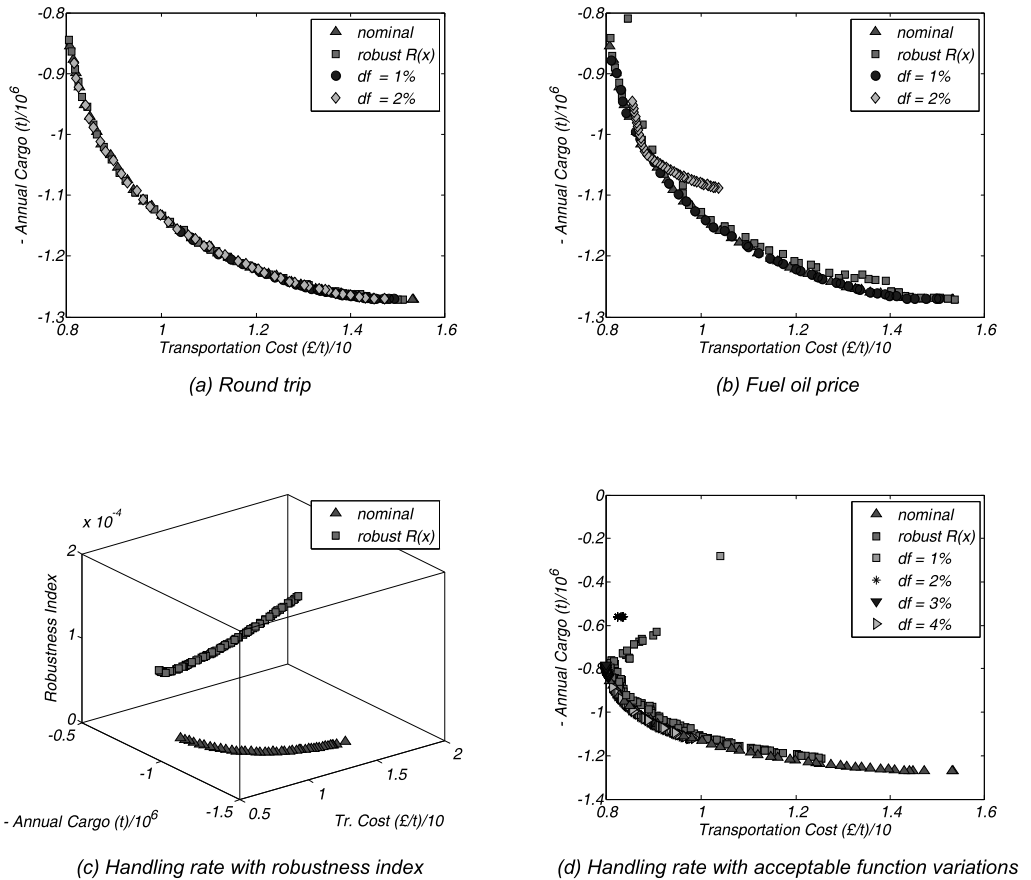 -0.8
-0.9
-1
-1.1
-1.2
-1.3
0.8
1
1.2
1.4
1.6
- Annual Cargo (t)/10^6
Transportation Cost (£/t)/10
nominal
robust R(x)
df = 1%
df = 2%
(a) Round trip
-0.8
-0.9
-1
-1.1
-1.2
-1.3
0.8
1
1.2
1.4
1.6
- Annual Cargo (t)/10^6
Transportation Cost (£/t)/10
nominal
robust R(x)
df = 1%
df = 2%
(b) Fuel oil price
x 10^-4
2
1
0
Robustness Index
-0.5
-1
-1.5
- Annual Cargo (t)/10^6
0.5
1
1.5
2
Tr. Cost (£/t)/10
nominal
robust R(x)
(c) Handling rate with robustness index
0
-0.2
-0.4
-0.6
-0.8
-1
-1.2
-1.4
0.8
1
1.2
1.4
1.6
- Annual Cargo (t)/10^6
Transportation Cost (£/t)/10
nominal
robust R(x)
df = 1%
df = 2%
df = 3%
df = 4%
(d) Handling rate with acceptable function variations